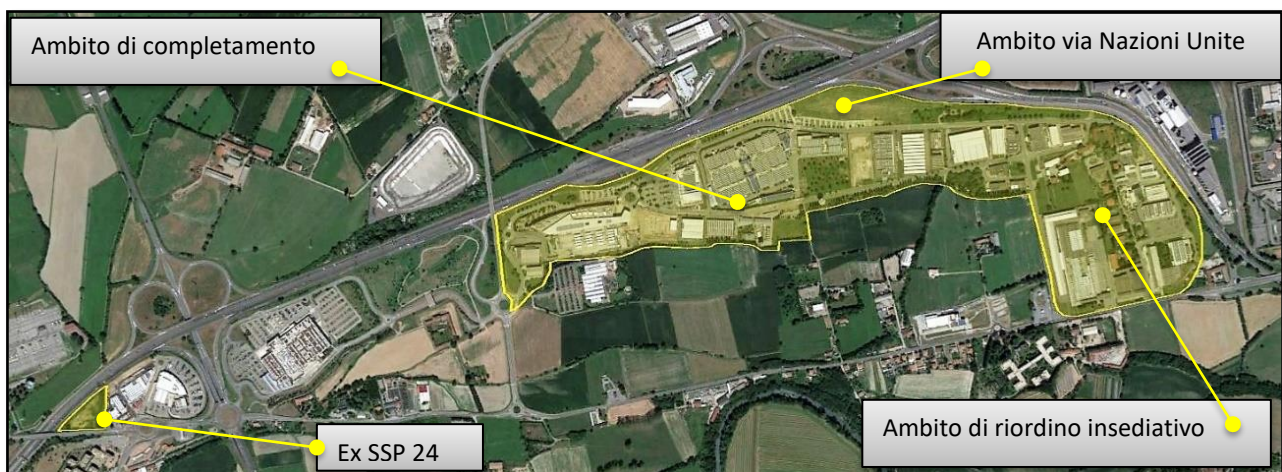 Ambito di completamento
Ambito via Nazioni Unite
Ex SSP 24
Ambito di riordino insediativo